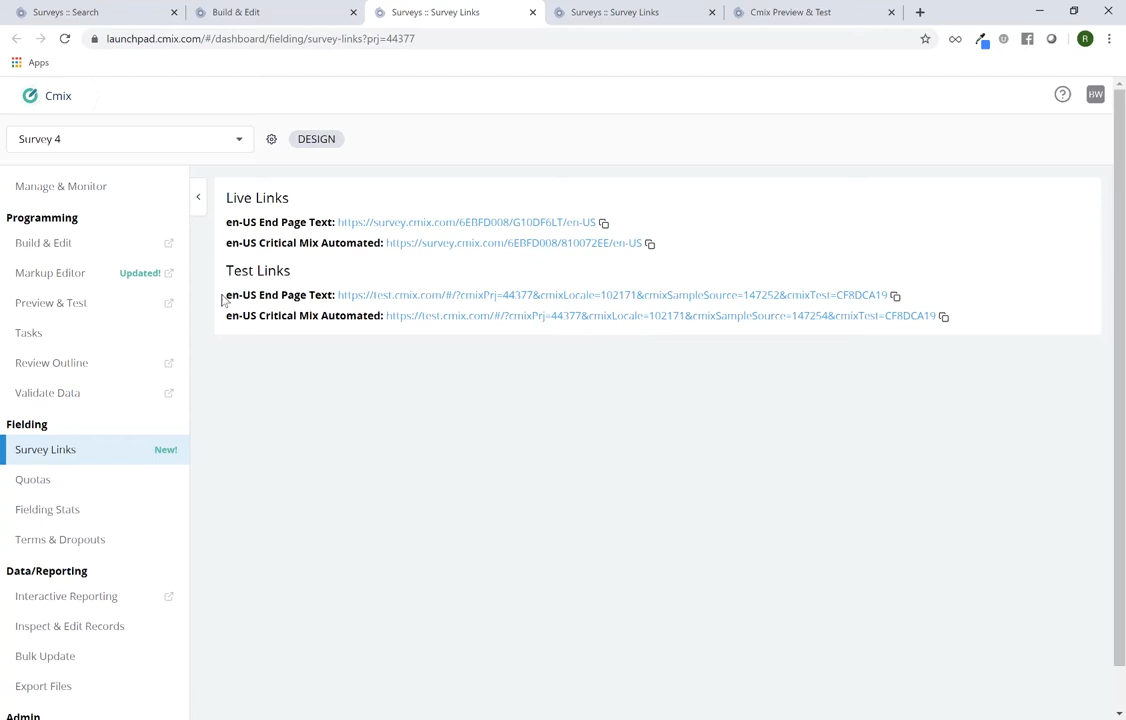 Surveys :: Search
Build & Edit
Surveys :: Survey Links
Surveys :: Survey Links
Cmix Preview & Test
launchpad.cmix.com/#/dashboard/fielding/survey-links?prj=44377
R
Apps
Cmix
BW
Survey 4
DESIGN
Manage & Monitor
Programming
Build & Edit
Markup Editor Updated!
Preview & Test
Tasks
Review Outline
Validate Data
Fielding
Survey Links New!
Quotas
Fielding Stats
Terms & Dropouts
Data/Reporting
Interactive Reporting
Inspect & Edit Records
Bulk Update
Export Files
Admin
Live Links
en-US End Page Text: https://survey.cmix.com/6EBFD008/G10DF6LT/en-US
en-US Critical Mix Automated: https://survey.cmix.com/6EBFD008/810072EE/en-US
Test Links
en-US End Page Text: https://test.cmix.com/#/?cmixPrj=44377&cmixLocale=102171&cmixSampleSource=147252&cmixTest=CF8DCA19
en-US Critical Mix Automated: https://test.cmix.com/#/?cmixPrj=44377&cmixLocale=102171&cmixSampleSource=147254&cmixTest=CF8DCA19